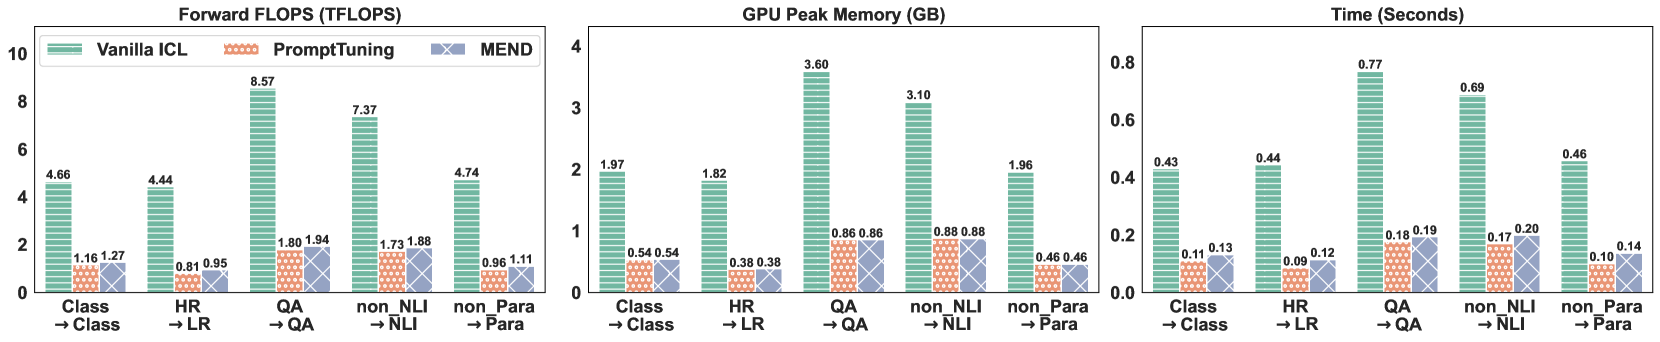 Forward FLOPS (TFLOPS)
Vanilla ICL
PromptTuning
MEND
10
8
6
4
2
0
4.66
1.16
1.27
4.44
0.81
0.95
8.57
1.80
1.94
7.37
1.73
1.88
4.74
0.96
1.11
Class
→ Class
HR
→ LR
QA
→ QA
non_NLI
→ NLI
non_Para
→ Para
GPU Peak Memory (GB)
4
3
2
1
0
1.97
0.54
0.54
1.82
0.38
0.38
3.60
0.86
0.86
3.10
0.88
0.88
1.96
0.46
0.46
Class
→ Class
HR
→ LR
QA
→ QA
non_NLI
→ NLI
non_Para
→ Para
Time (Seconds)
0.8
0.6
0.4
0.2
0.0
0.43
0.11
0.13
0.44
0.09
0.12
0.77
0.18
0.19
0.69
0.17
0.20
0.46
0.10
0.14
Class
→ Class
HR
→ LR
QA
→ QA
non_NLI
→ NLI
non_Para
→ Para